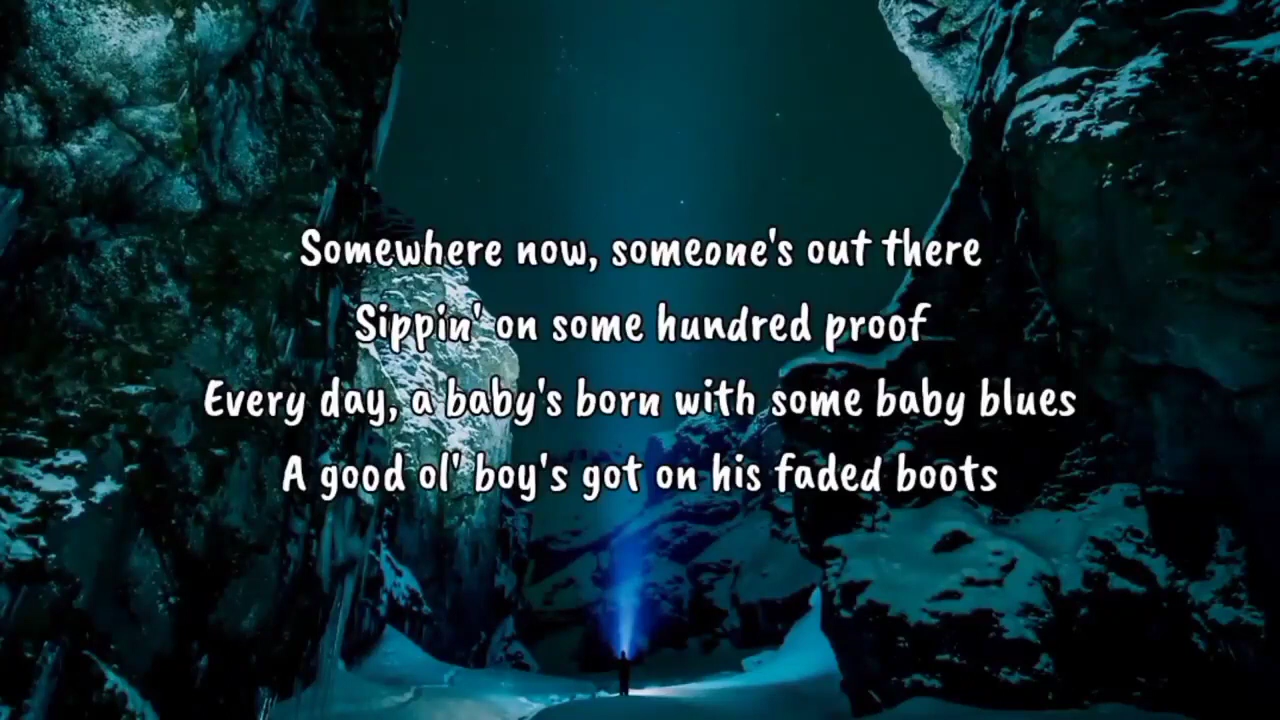 Somewhere now, someone's out there
Sippin' on some hundred proof
Every day, a baby's born with some baby blues
A good ol' boy's got on his faded boots